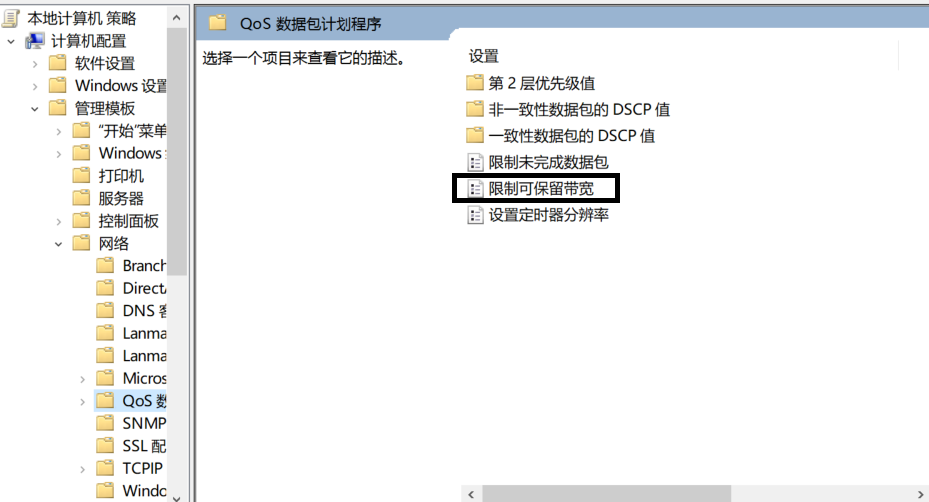 本地计算机 策略
计算机配置
软件设置
Windows 设置
管理模板
“开始”菜单
Windows
打印机
服务器
控制面板
网络
Branch
Direct
DNS 客
Lanma
Lanma
Micros
QoS 数
SNMP
SSL 配
TCPIP
Windo
QoS 数据包计划程序
选择一个项目来查看它的描述。
设置
第 2 层优先级值
非一致性数据包的 DSCP 值
一致性数据包的 DSCP 值
限制未完成数据包
限制可保留带宽
设置定时器分辨率